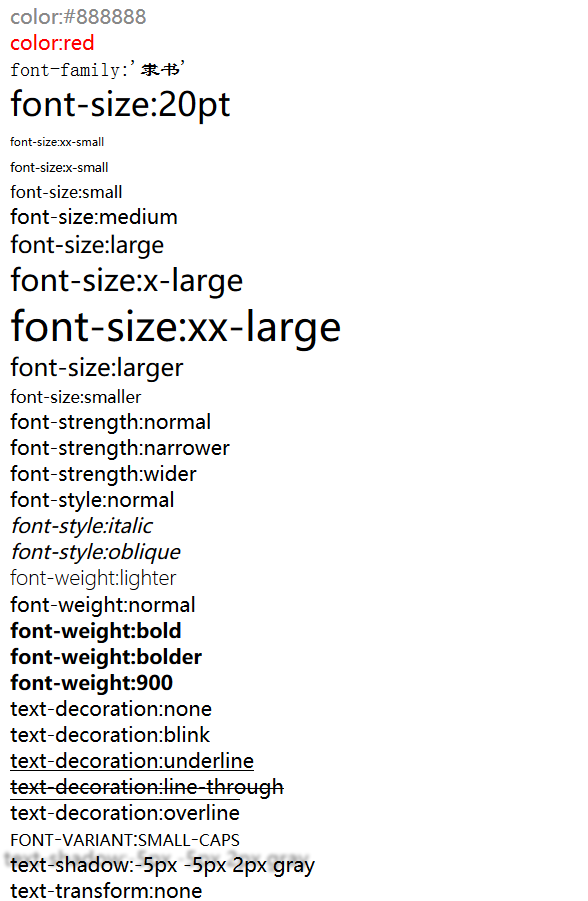 color:#888888
color:red
font-family:'隶书'
font-size:20pt
font-size:xx-small
font-size:x-small
font-size:small
font-size:medium
font-size:large
font-size:x-large
font-size:xx-large
font-size:larger
font-size:smaller
font-strength:normal
font-strength:narrower
font-strength:wider
font-style:normal
font-style:italic
font-style:oblique
font-weight:lighter
font-weight:normal
font-weight:bold
font-weight:bolder
font-weight:900
text-decoration:none
text-decoration:blink
text-decoration:underline
text-decoration:line-through
text-decoration:overline
FONT-VARIANT:SMALL-CAPS
text-shadow:-5px -5px 2px gray
text-transform:none